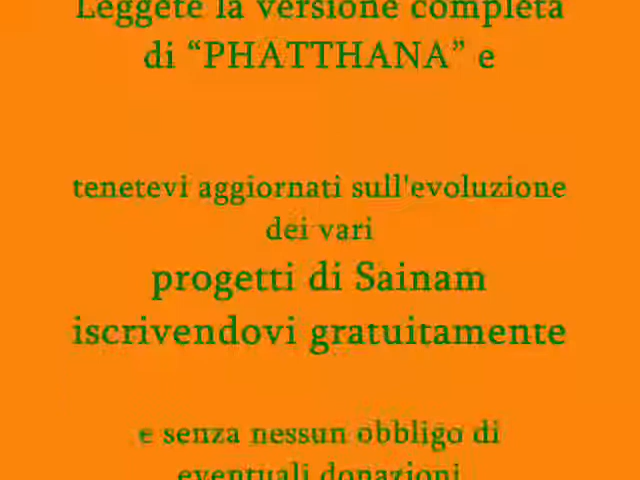 Leggete la versione completa
di “PHATTHANA” e
tenetevi aggiornati sull'evoluzione
dei vari
progetti di Sainam
iscrivendovi gratuitamente
e senza nessun obbligo di
eventuali donazioni